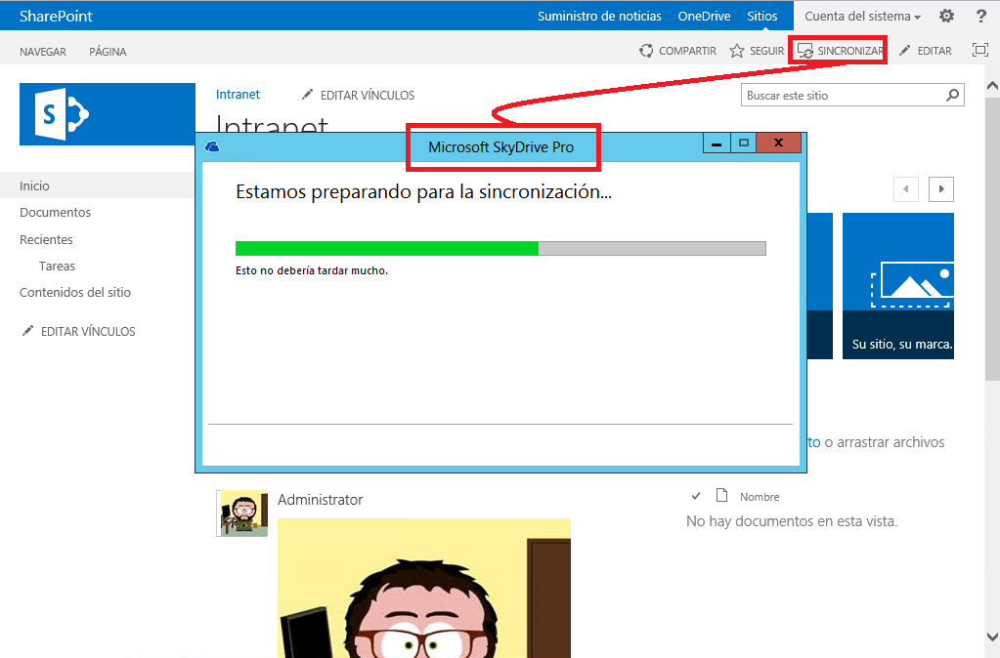 SharePoint
Suministro de noticias OneDrive Sitios Cuenta del sistema ?
NAVEGAR PÁGINA
COMPARTIR SEGUIR SINCRONIZAR EDITAR
S
Intranet EDITAR VÍNCULOS
Buscar este sitio
Intranet
Microsoft SkyDrive Pro
Estamos preparando para la sincronización...
Esto no debería tardar mucho.
Inicio
Documentos
Recientes
Tareas
Contenidos del sitio
EDITAR VÍNCULOS
Su sitio, su marca.
to o arrastrar archivos
Administrator
Nombre
No hay documentos en esta vista.